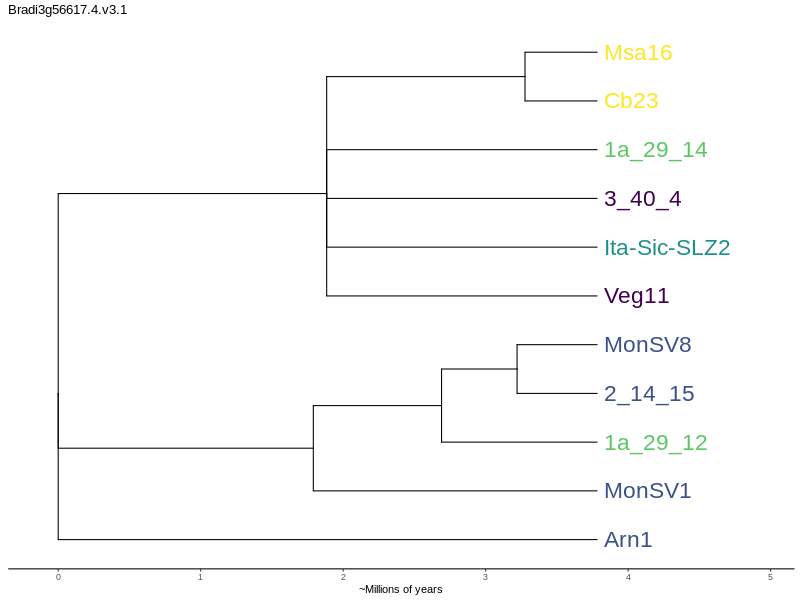 Bradi3g56617.4.v3.1
Msa16
Cb23
1a_29_14
3_40_4
Ita-Sic-SLZ2
Veg11
MonSV8
2_14_15
1a_29_12
MonSV1
Arn1
0 1 2 3 4 5
~Millions of years